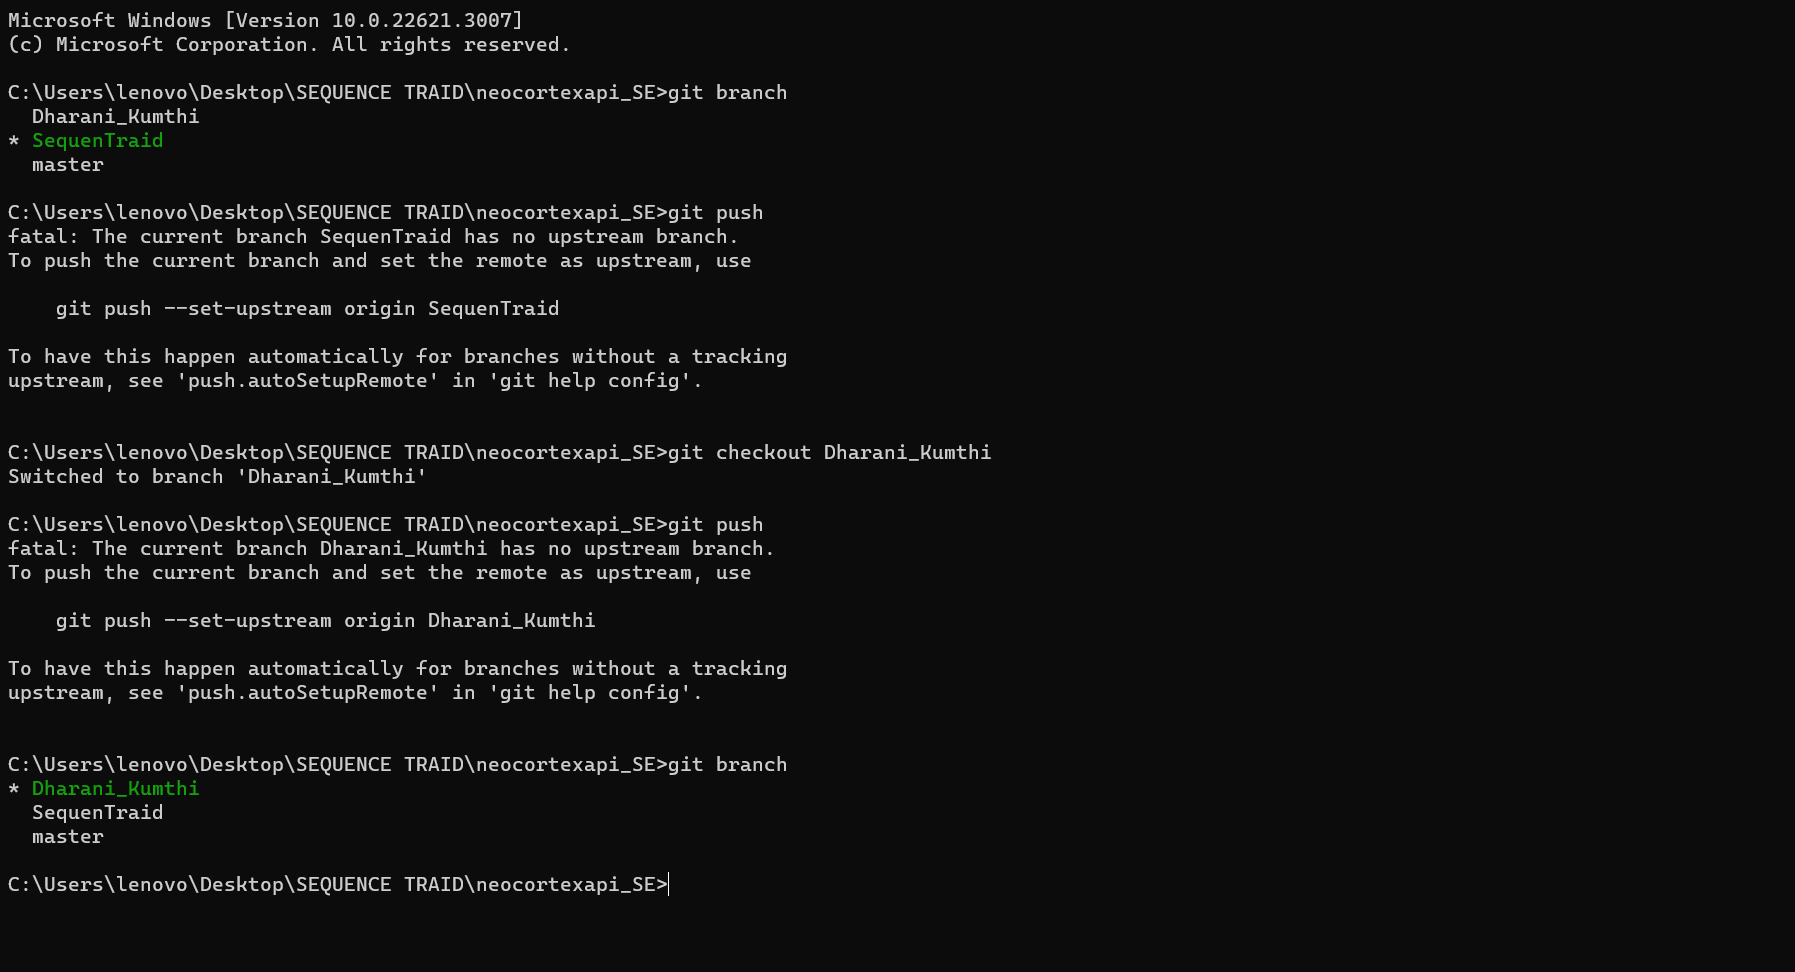 Microsoft Windows [Version 10.0.22621.3007]
(c) Microsoft Corporation. All rights reserved.

C:\Users\lenovo\Desktop\SEQUENCE TRAID\neocortexapi_SE>git branch
  Dharani_Kumthi
* SequenTraid
  master

C:\Users\lenovo\Desktop\SEQUENCE TRAID\neocortexapi_SE>git push
fatal: The current branch SequenTraid has no upstream branch.
To push the current branch and set the remote as upstream, use

    git push --set-upstream origin SequenTraid

To have this happen automatically for branches without a tracking
upstream, see 'push.autoSetupRemote' in 'git help config'.


C:\Users\lenovo\Desktop\SEQUENCE TRAID\neocortexapi_SE>git checkout Dharani_Kumthi
Switched to branch 'Dharani_Kumthi'

C:\Users\lenovo\Desktop\SEQUENCE TRAID\neocortexapi_SE>git push
fatal: The current branch Dharani_Kumthi has no upstream branch.
To push the current branch and set the remote as upstream, use

    git push --set-upstream origin Dharani_Kumthi

To have this happen automatically for branches without a tracking
upstream, see 'push.autoSetupRemote' in 'git help config'.


C:\Users\lenovo\Desktop\SEQUENCE TRAID\neocortexapi_SE>git branch
* Dharani_Kumthi
  SequenTraid
  master

C:\Users\lenovo\Desktop\SEQUENCE TRAID\neocortexapi_SE>